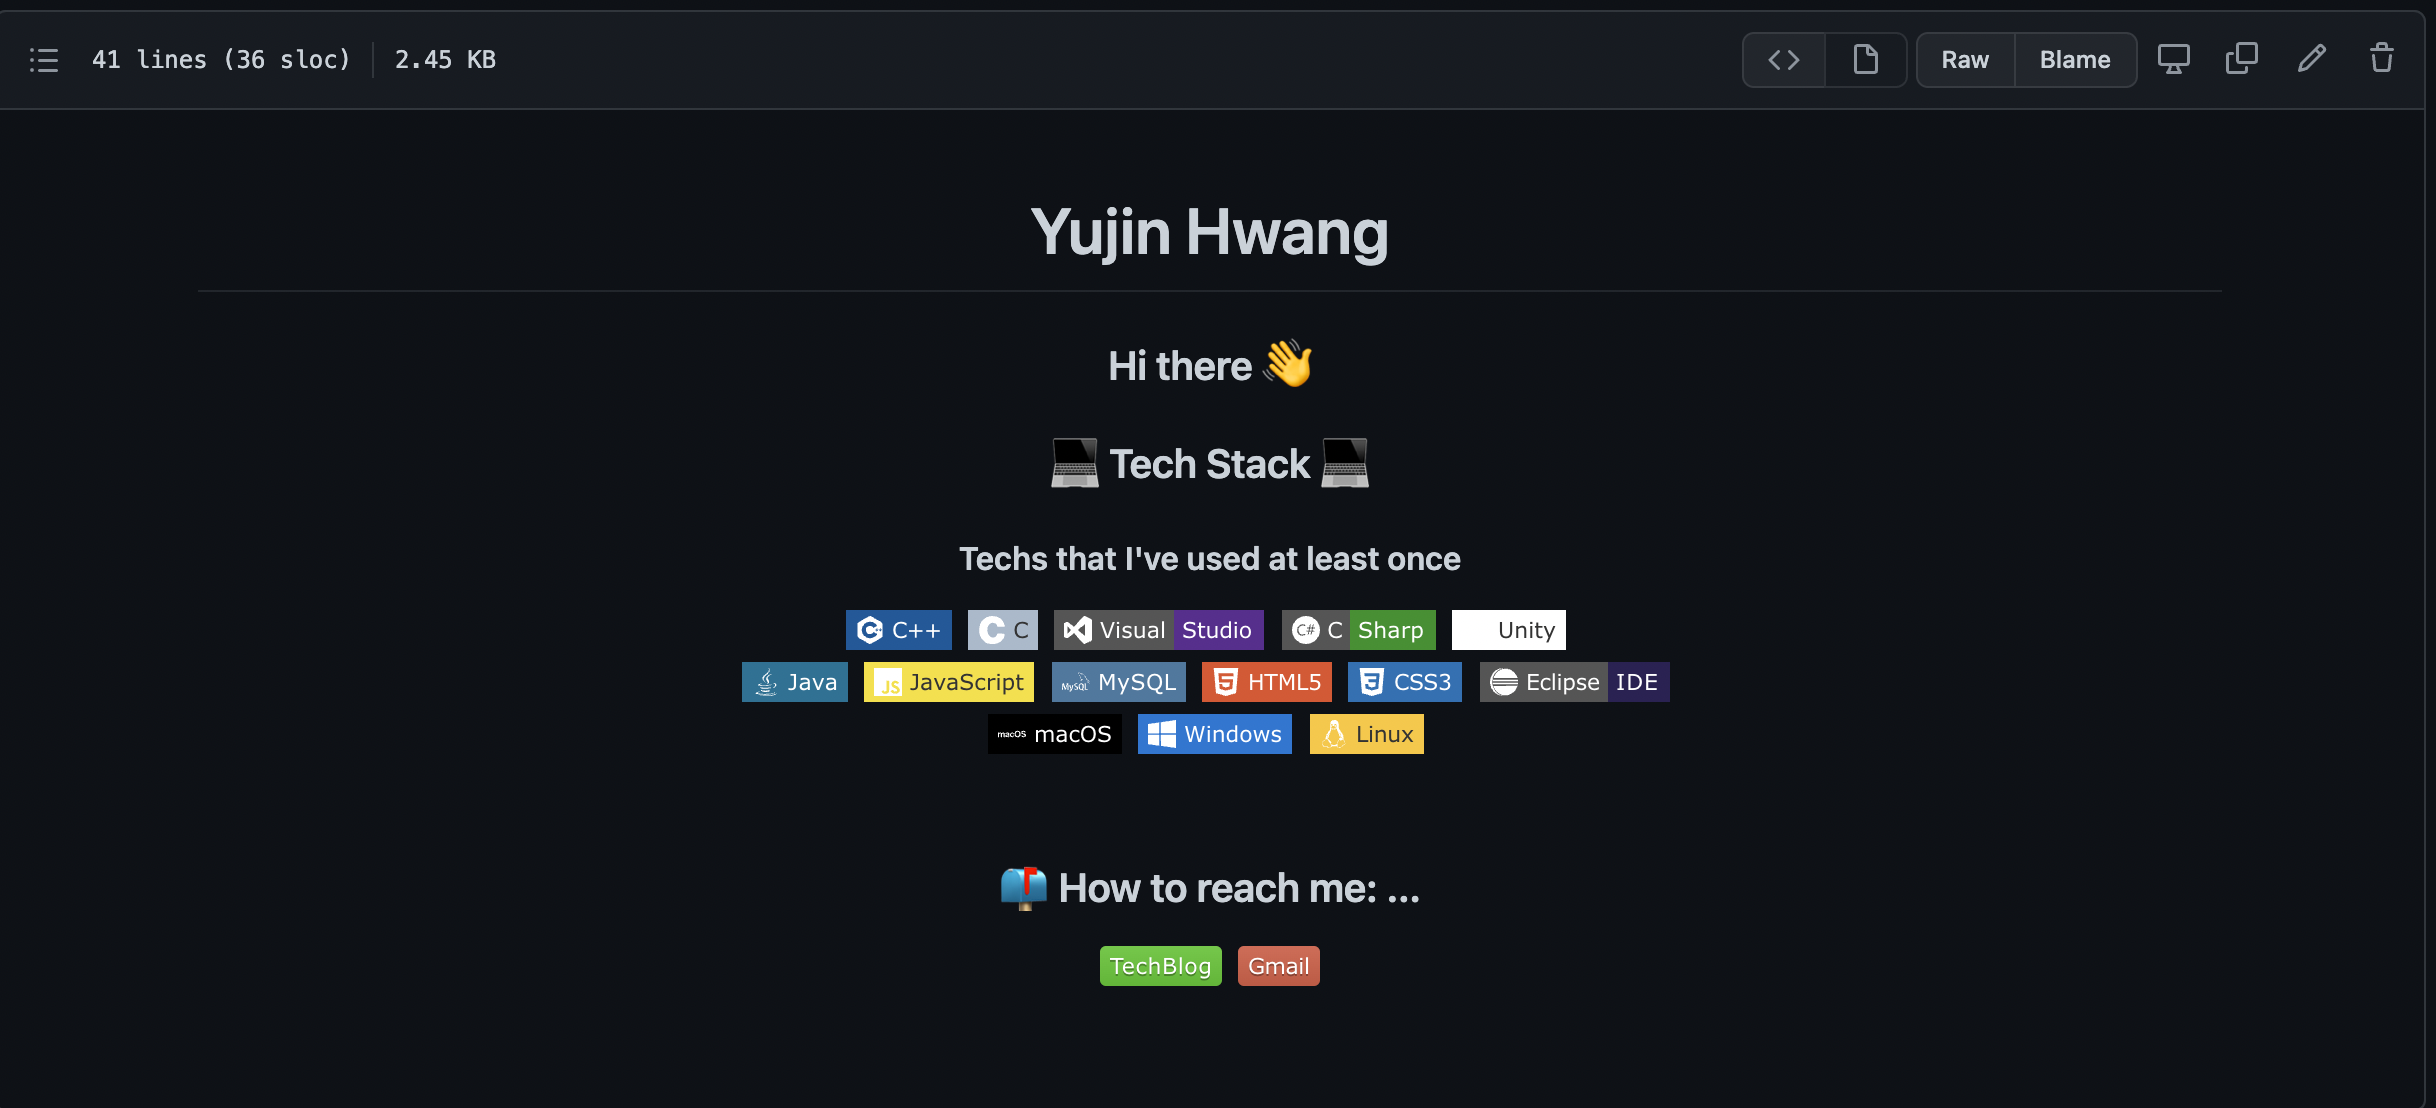 41 lines (36 sloc) 2.45 KB Raw Blame
Yujin Hwang
Hi there 👋
💻 Tech Stack 💻
Techs that I've used at least once
C++ C Visual Studio C# C Sharp Unity
Java JS JavaScript MySQL MySQL HTML5 CSS3 Eclipse IDE
macOS macOS Windows Linux
📫 How to reach me: ...
TechBlog Gmail